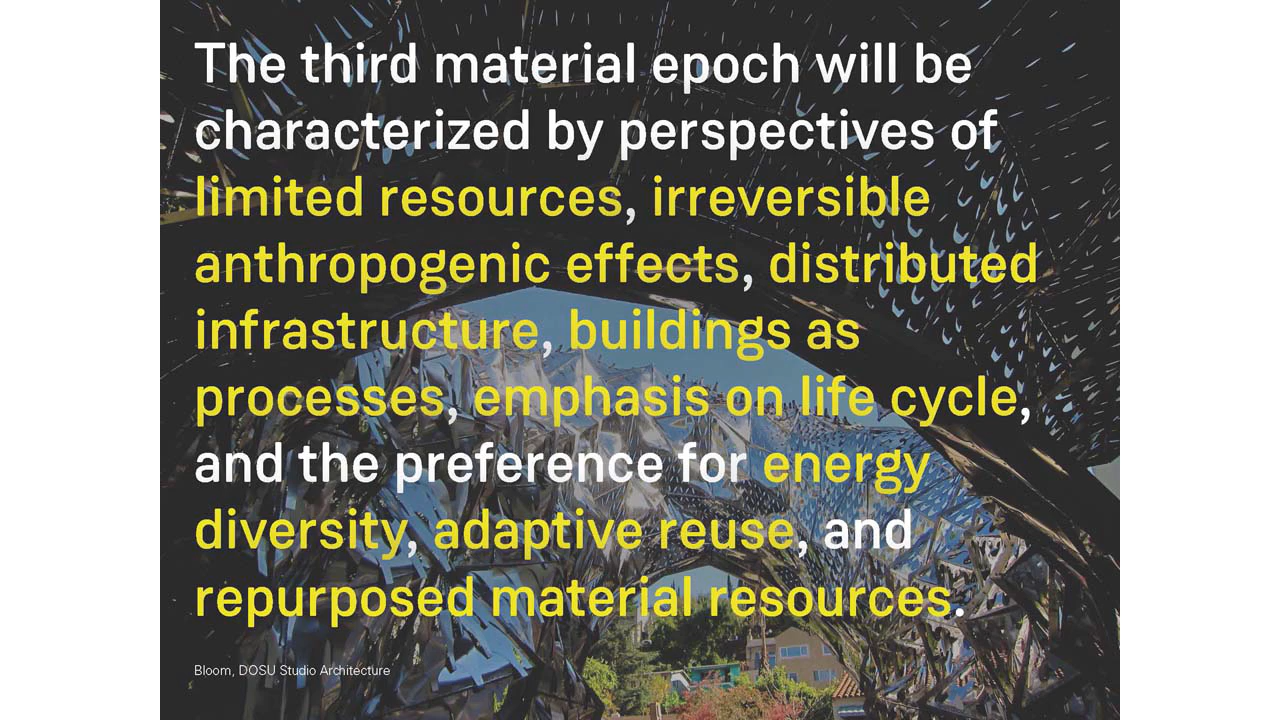 The third material epoch will be
characterized by perspectives of
limited resources, irreversible
anthropogenic effects, distributed
infrastructure, buildings as
processes, emphasis on life cycle,
and the preference for energy
diversity, adaptive reuse, and
repurposed material resources.
Bloom, DOSU Studio Architecture